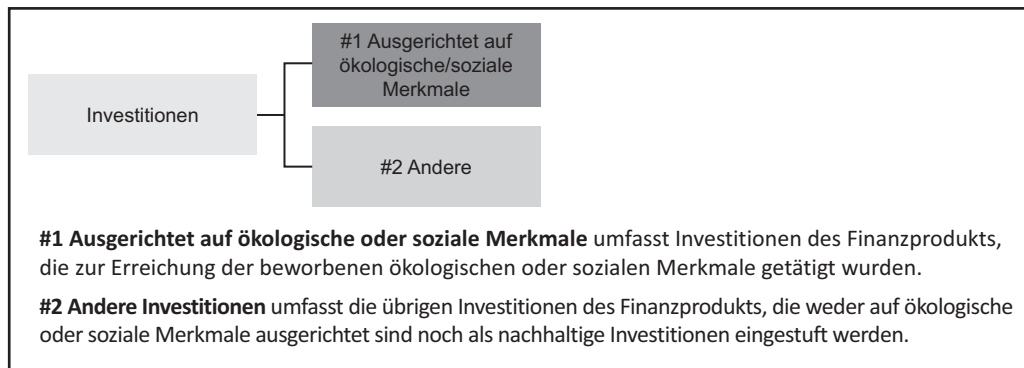 #1 Ausgerichtet auf
ökologische/soziale
Merkmale
Investitionen
#2 Andere
#1 Ausgerichtet auf ökologische oder soziale Merkmale umfasst Investitionen des Finanzprodukts,
die zur Erreichung der beworbenen ökologischen oder sozialen Merkmale getätigt wurden.
#2 Andere Investitionen umfasst die übrigen Investitionen des Finanzprodukts, die weder auf ökologische
oder soziale Merkmale ausgerichtet sind noch als nachhaltige Investitionen eingestuft werden.